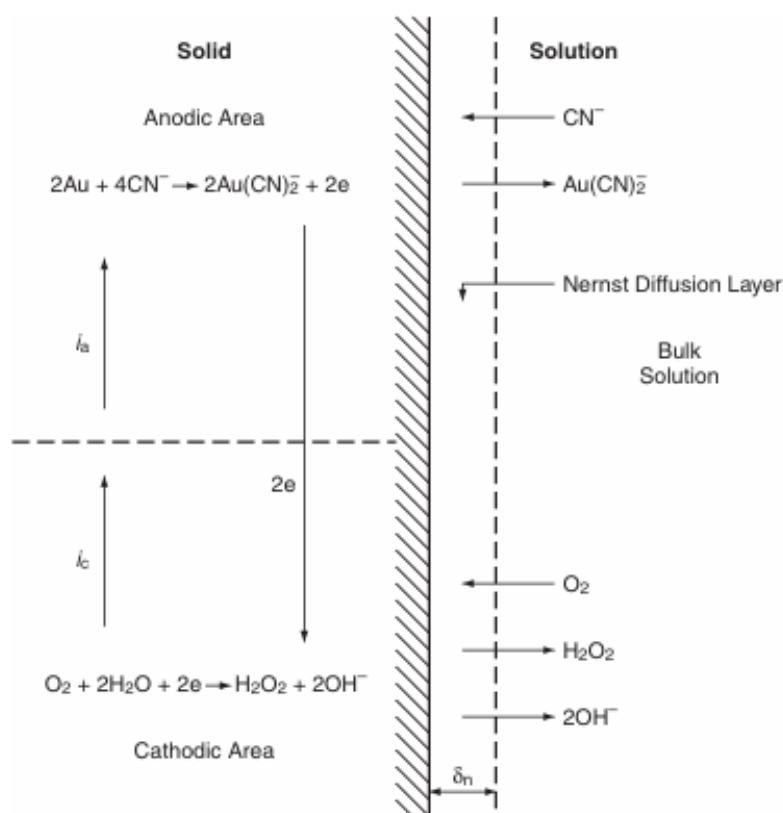 Solid
Solution
Anodic Area
CN⁻
2Au + 4CN⁻ → 2Au(CN)₂⁻ + 2e
Au(CN)₂⁻
Nernst Diffusion Layer
iₐ
Bulk
Solution
2e
i꜀
O₂
H₂O₂
O₂ + 2H₂O + 2e → H₂O₂ + 2OH⁻
2OH⁻
Cathodic Area
δₙ